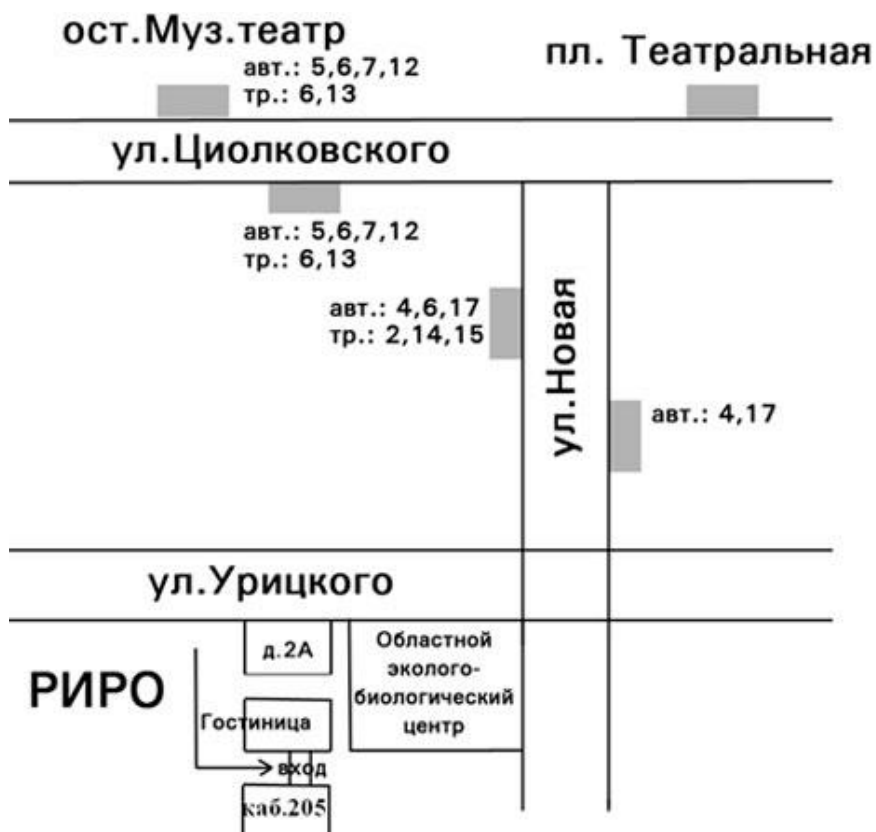 ост.Муз.театр
авт.: 5,6,7,12
тр.: 6,13
пл. Театральная
ул.Циолковского
авт.: 5,6,7,12
тр.: 6,13
авт.: 4,6,17
тр.: 2,14,15
ул.Новая
авт.: 4,17
ул.Урицкого
д.2А
Областной
эколого-
биологический
центр
РИРО
Гостиница
вход
каб.205